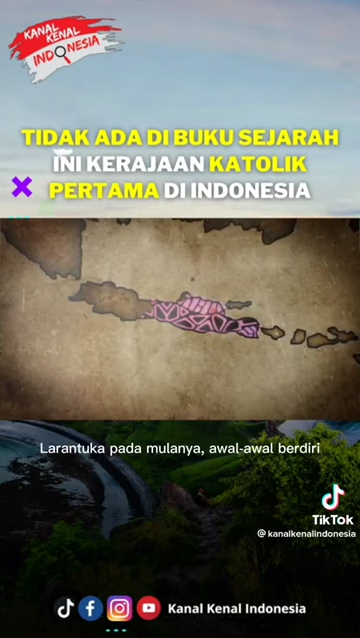 KANAL
KENAL
INDONESIA
TIDAK ADA DI BUKU SEJARAH
INI KERAJAAN KATOLIK
PERTAMA DI INDONESIA
Larantuka pada mulanya, awal-awal berdiri
TikTok
@kanalkenalindonesia
Kanal Kenal Indonesia